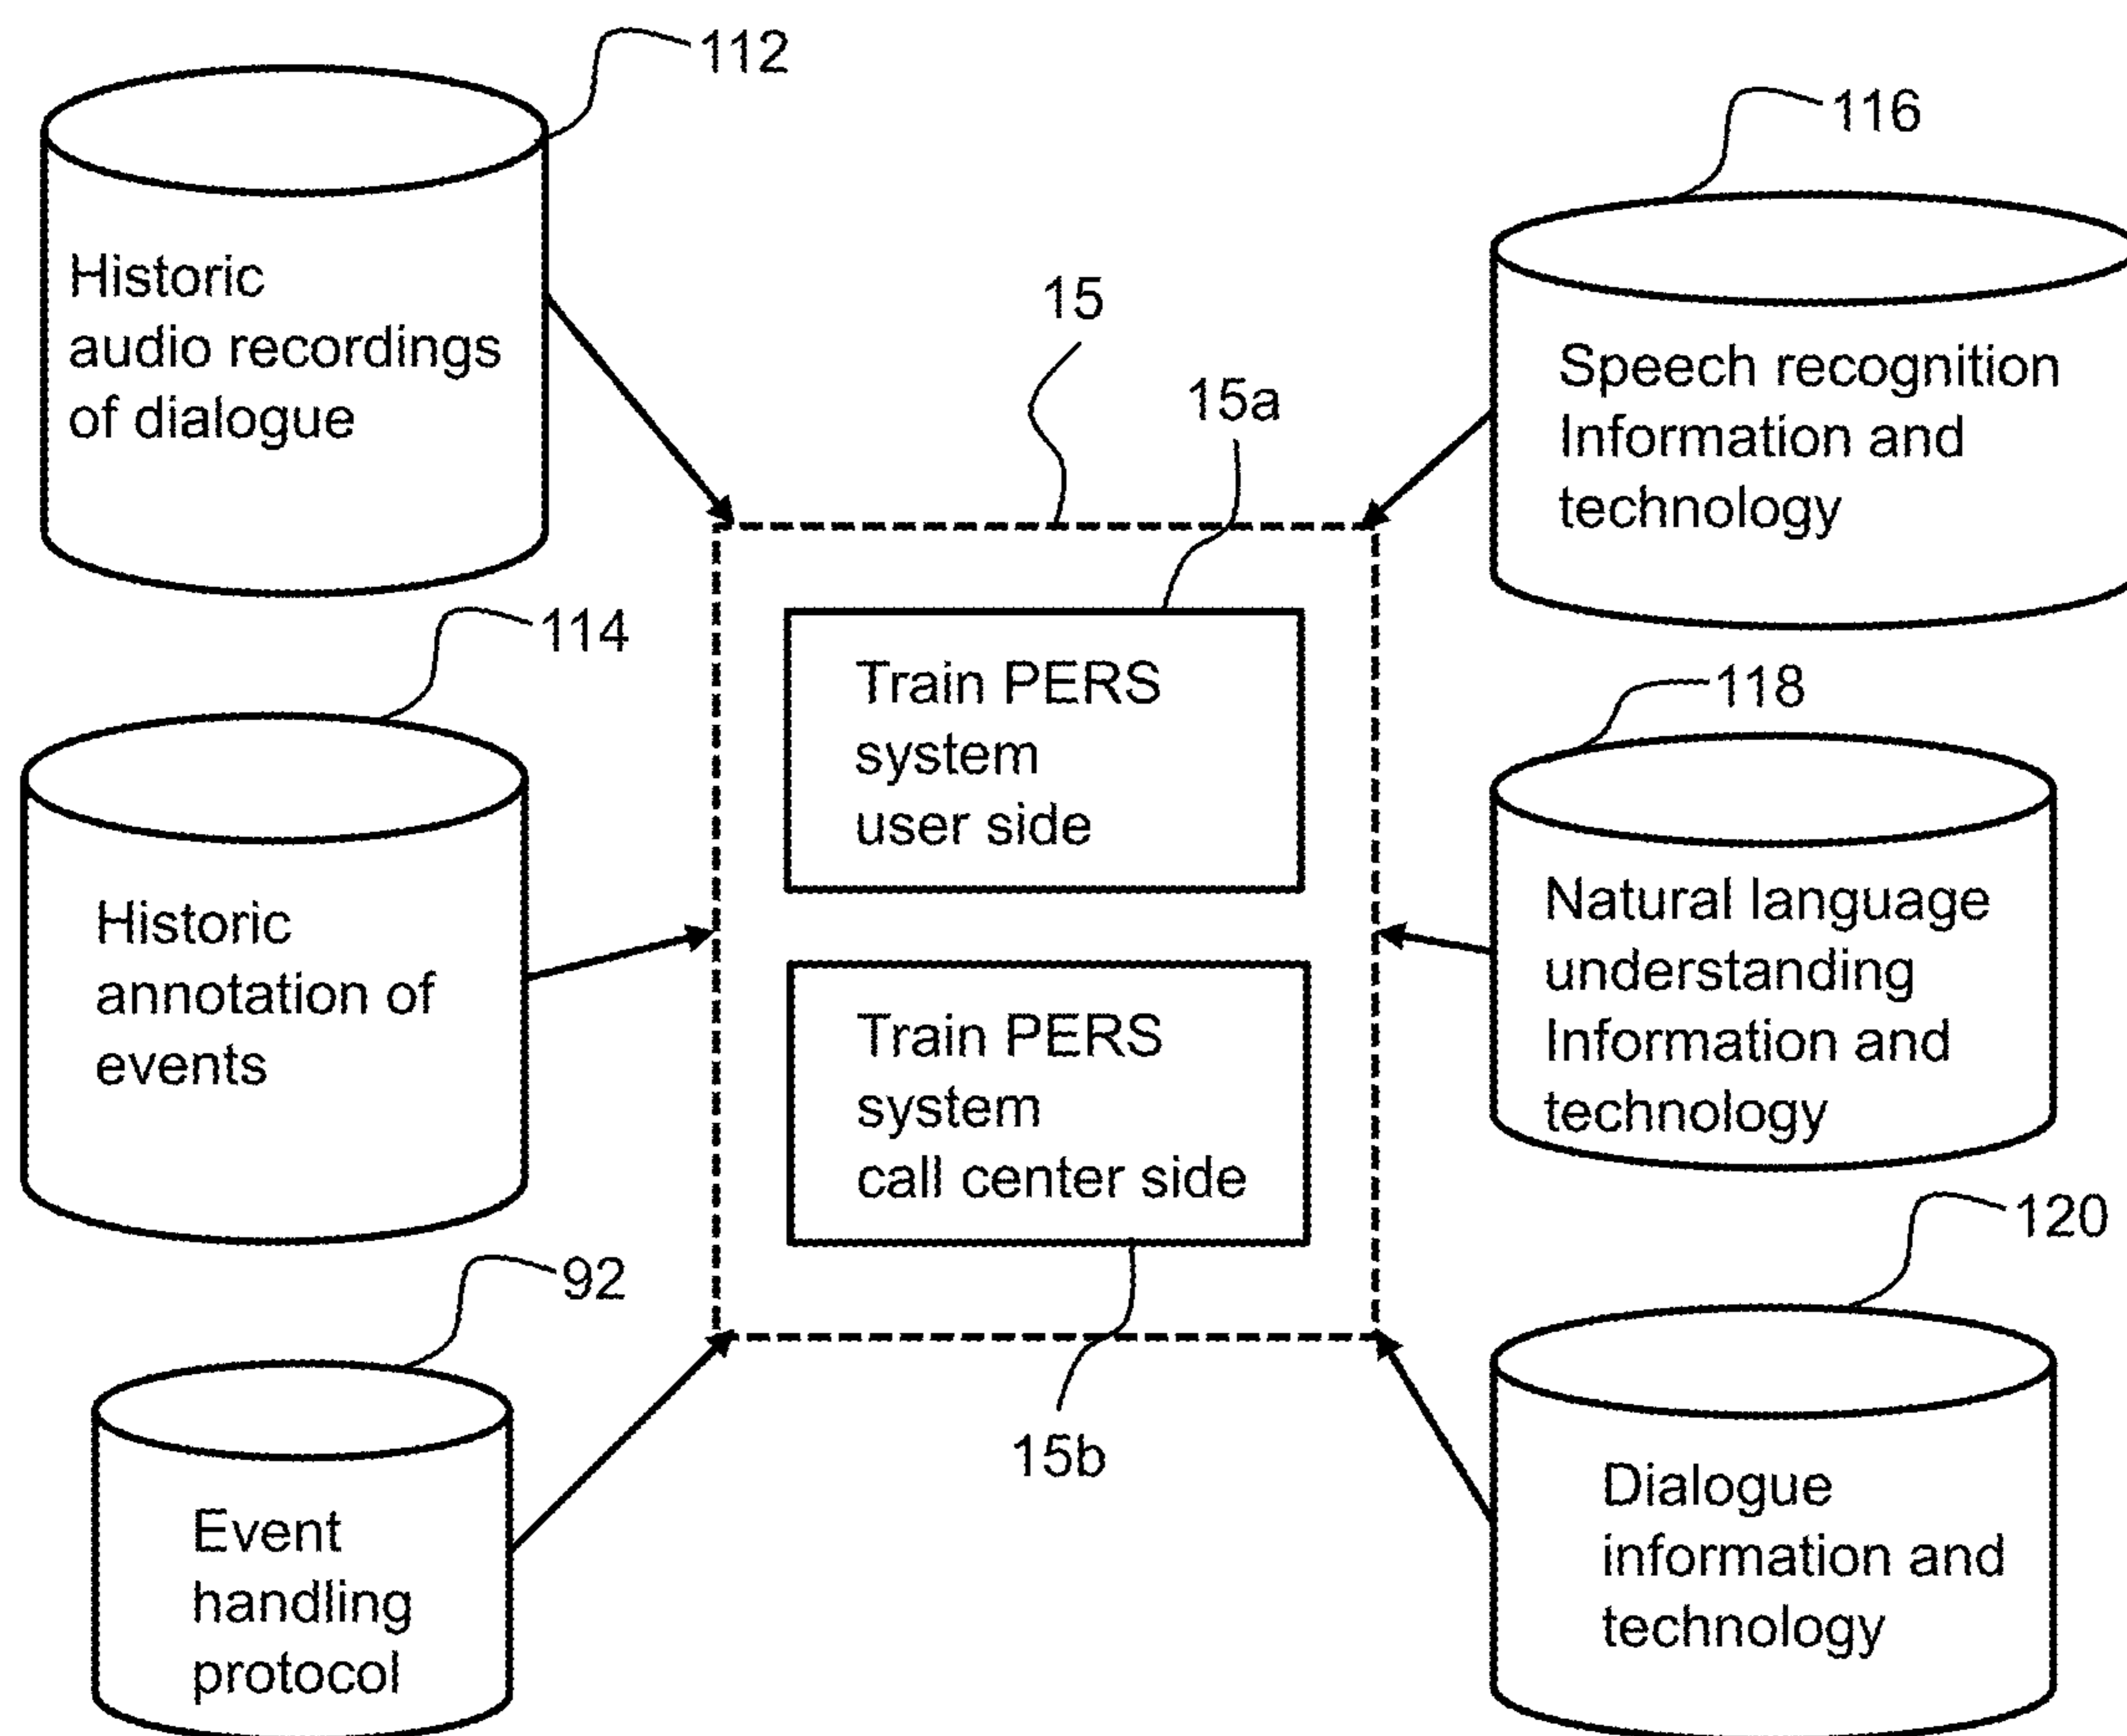 112
Historic
audio recordings
of dialogue
116
Speech recognition
Information and
technology
15
15a
114
Historic
annotation of
events
Train PERS
system
user side
118
Natural language
understanding
Information and
technology
Train PERS
system
call center side
92
Event
handling
protocol
15b
120
Dialogue
information and
technology